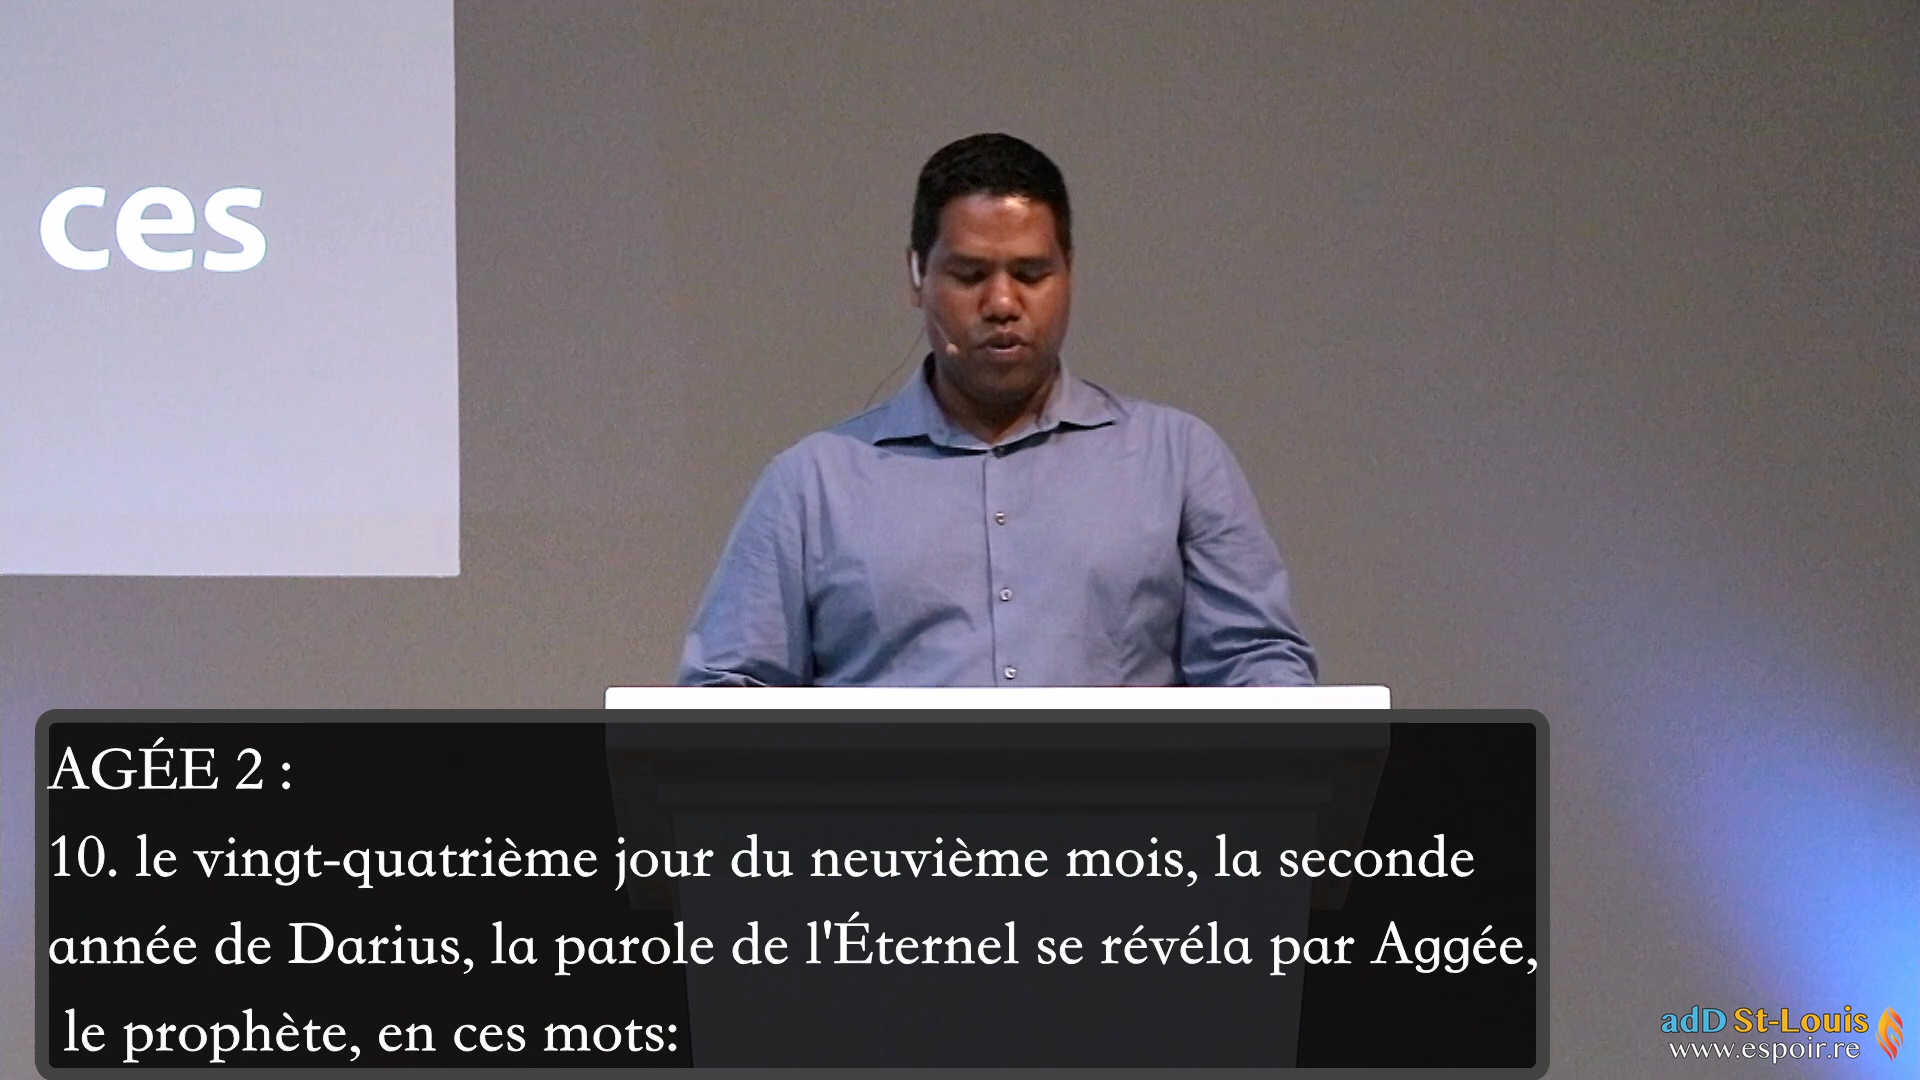 ces
AGÉE 2 :
10. le vingt-quatrième jour du neuvième mois, la seconde
année de Darius, la parole de l'Éternel se révéla par Aggée,
le prophète, en ces mots:
adD St-Louis
www.espoir.re